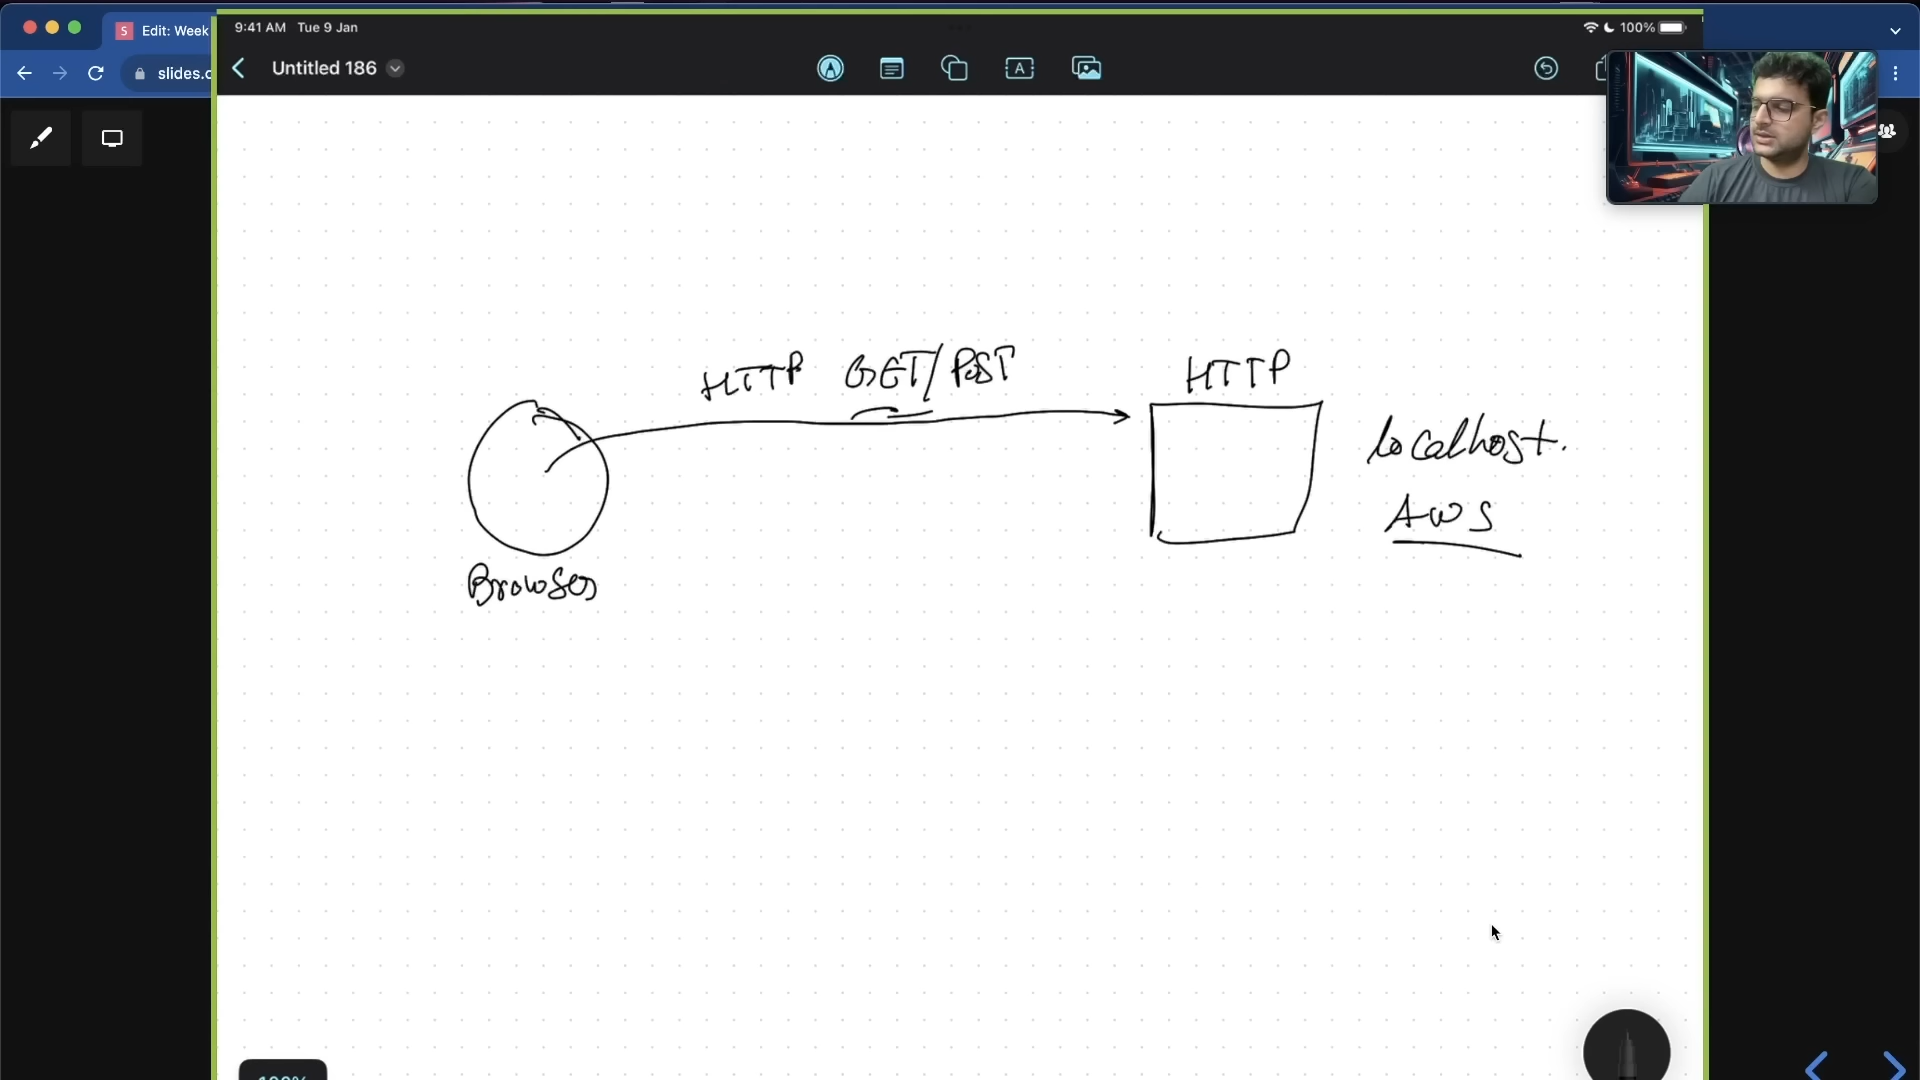 Edit: Week
9:41 AM Tue 9 Jan
100%
slides.c
Untitled 186
A
HTTP GET/POST
HTTP
localhost.
AWS
Browser